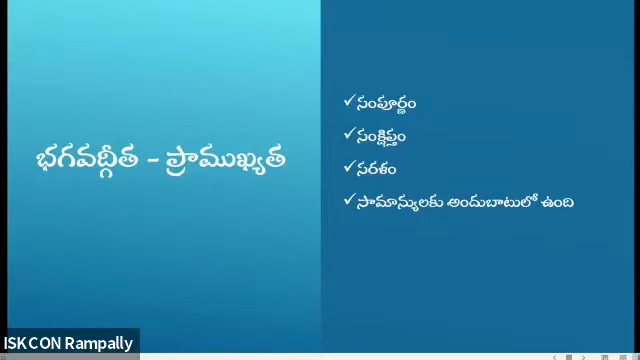 భగవద్గీత - ప్రాముఖ్యత
✓సంపూర్ణం
✓సంక్షిప్తం
✓సరళం
✓సామాన్యులకు అందుబాటులో ఉంది
ISKCON Rampally